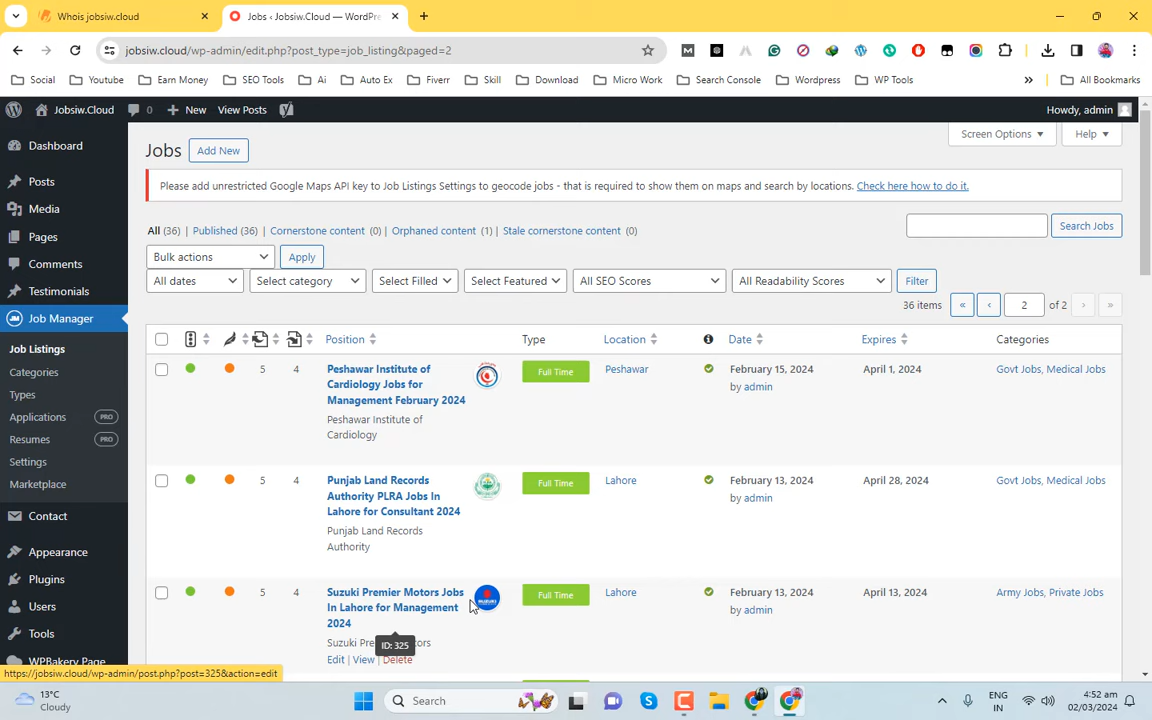 Whois jobsiw.cloud
Jobs ‹ Jobsiw.Cloud — WordPre
jobsiw.cloud/wp-admin/edit.php?post_type=job_listing&paged=2
Social Youtube Earn Money SEO Tools Ai Auto Ex Fiverr Skill Download Micro Work Search Console Wordpress WP Tools » All Bookmarks
Jobsiw.Cloud 0 New View Posts Howdy, admin
Screen Options Help
Dashboard
Posts
Media
Pages
Comments
Testimonials
Job Manager
Job Listings
Categories
Types
Applications PRO
Resumes PRO
Settings
Marketplace
Contact
Appearance
Plugins
Users
Tools
WPBakery Page
Jobs Add New
Please add unrestricted Google Maps API key to Job Listings Settings to geocode jobs - that is required to show them on maps and search by locations. Check here how to do it.
All (36) | Published (36) | Cornerstone content (0) | Orphaned content (1) | Stale cornerstone content (0)
Search Jobs
Bulk actions Apply
All dates Select category Select Filled Select Featured All SEO Scores All Readability Scores Filter
36 items « ‹ 2 of 2 › »
Position Type Location Date Expires Categories
5 4 Peshawar Institute of Full Time Peshawar February 15, 2024 April 1, 2024 Govt Jobs, Medical Jobs
Cardiology Jobs for by admin
Management February 2024
Peshawar Institute of
Cardiology
5 4 Punjab Land Records Full Time Lahore February 13, 2024 April 28, 2024 Govt Jobs, Medical Jobs
Authority PLRA Jobs In by admin
Lahore for Consultant 2024
Punjab Land Records
Authority
5 4 Suzuki Premier Motors Jobs Full Time Lahore February 13, 2024 April 13, 2024 Army Jobs, Private Jobs
In Lahore for Management by admin
2024
Suzuki Pre ors
ID: 325
Edit | View | Delete
https://jobsiw.cloud/wp-admin/post.php?post=325&action=edit
13°C
Cloudy
Search
ENG
IN
4:52 am
02/03/2024